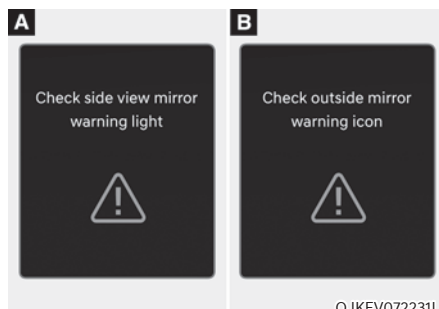 A
Check side view mirror
warning light
B
Check outside mirror
warning icon